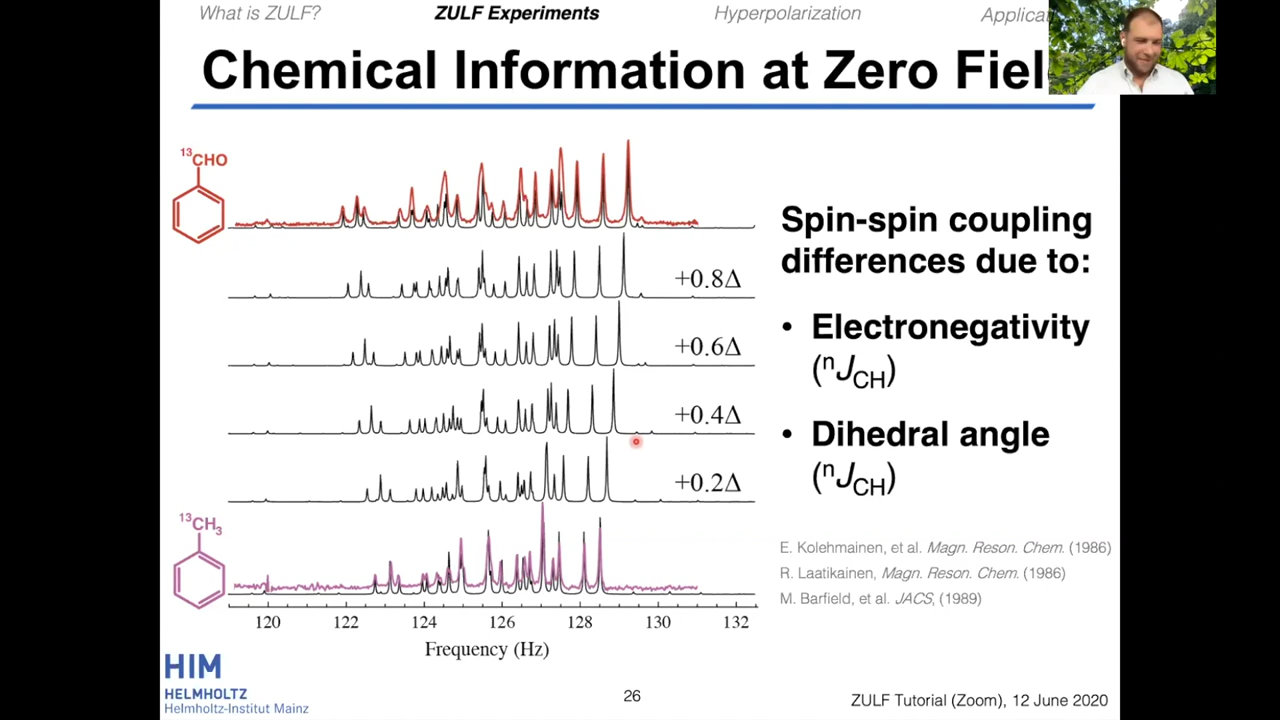 What is ZULF?
ZULF Experiments
Hyperpolarization
Applicat
Chemical Information at Zero Fiel
¹³CHO
+0.8Δ
+0.6Δ
+0.4Δ
+0.2Δ
¹³CH₃
120 122 124 126 128 130 132
Frequency (Hz)
Spin-spin coupling
differences due to:
• Electronegativity
(ⁿJCH)
• Dihedral angle
(ⁿJCH)
E. Kolehmainen, et al. Magn. Reson. Chem. (1986)
R. Laatikainen, Magn. Reson. Chem. (1986)
M. Barfield, et al. JACS, (1989)
HIM
HELMHOLTZ
Helmholtz-Institut Mainz
26
ZULF Tutorial (Zoom), 12 June 2020